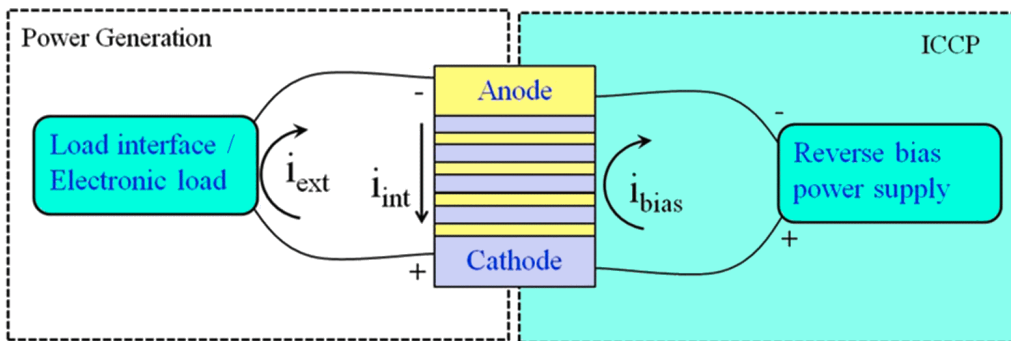 Power Generation
ICCP
-
Anode
-
Load interface /
Electronic load
i_ext
i_int
i_bias
Reverse bias
power supply
+
Cathode
+